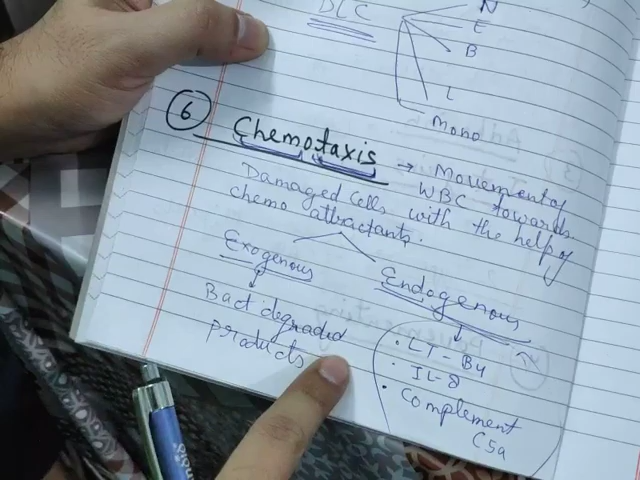 DLC
N
E
B
L
Mono
6 Chemotaxis → Movement of
WBC towards
Damaged Cells with the help of
chemo attractants.
Exogenous
Endogenous
Bact degraded
products
• LT-B4
• IL-8
• Complement
C5a